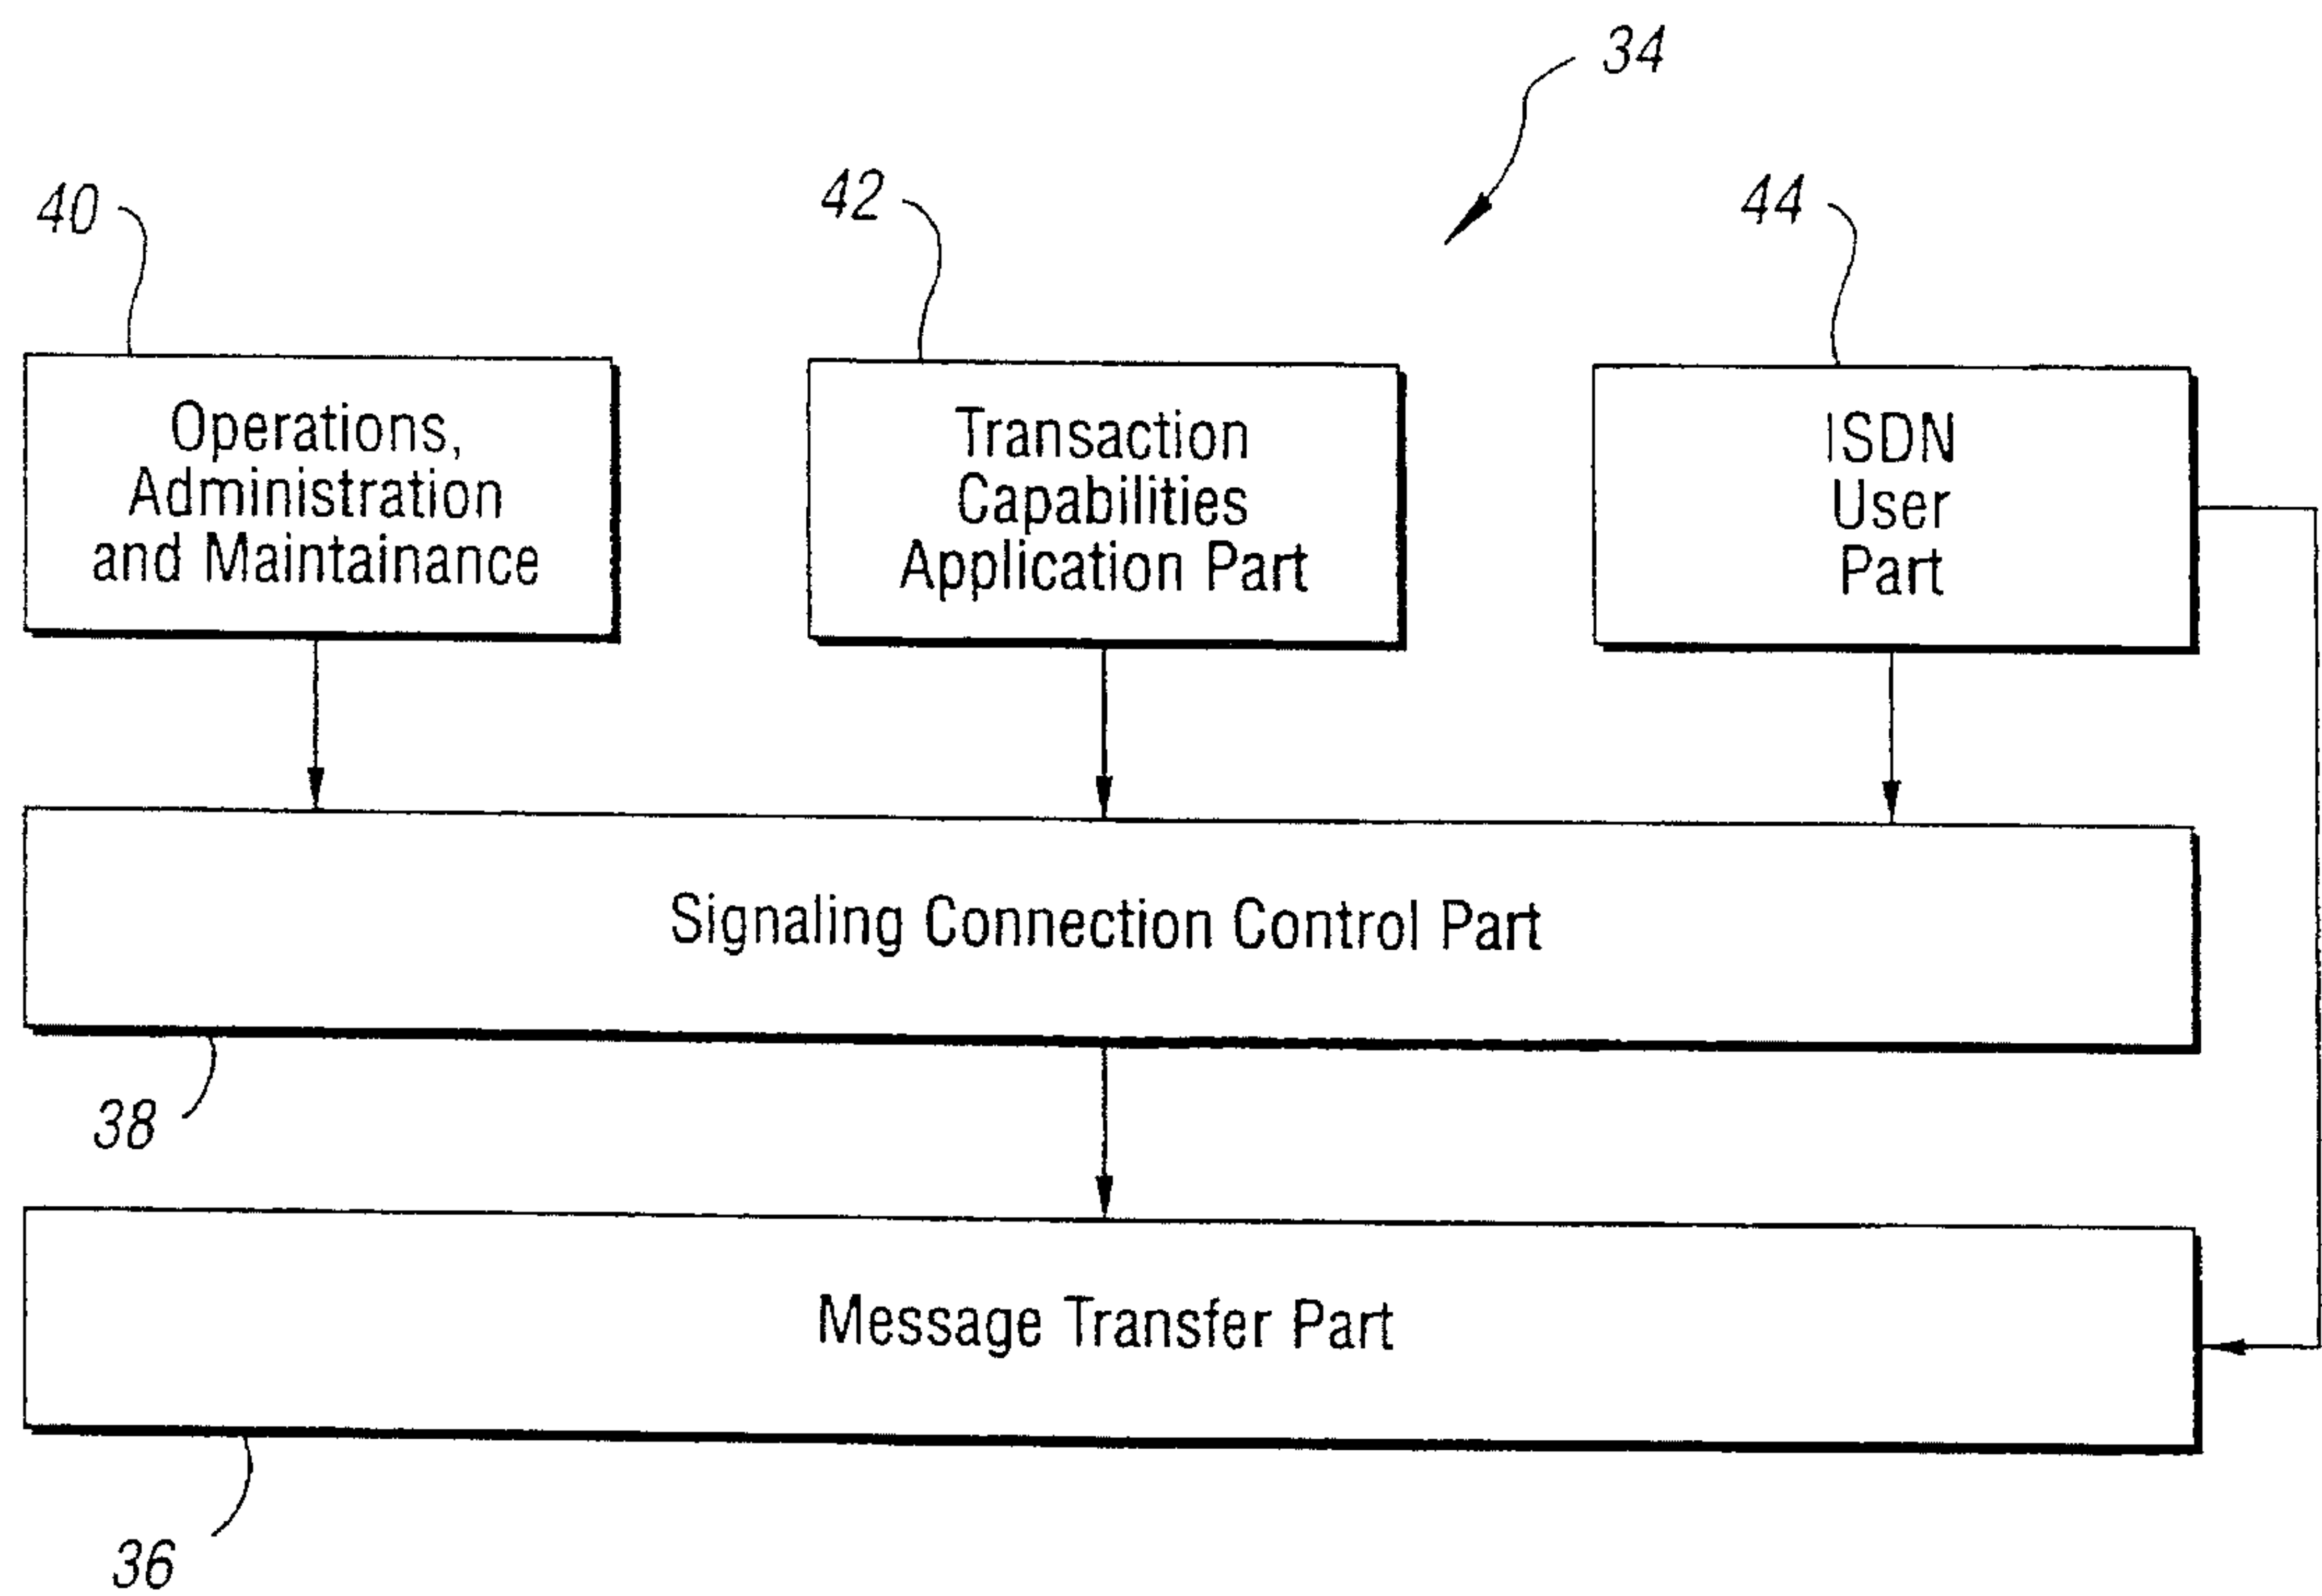 34
40
42
44
Operations,
Administration
and Maintainance
Transaction
Capabilities
Application Part
ISDN
User
Part
Signaling Connection Control Part
38
Message Transfer Part
36